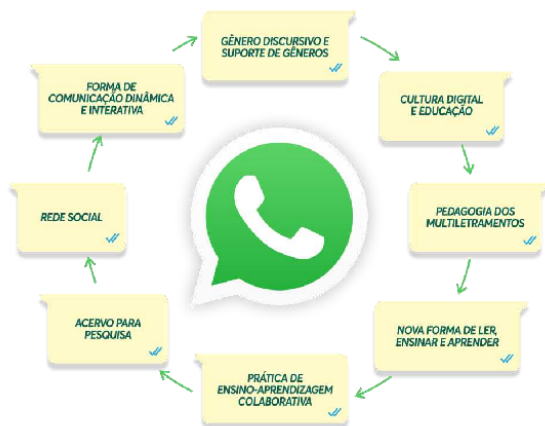 GÊNERO DISCURSIVO E
SUPORTE DE GÊNEROS
CULTURA DIGITAL
E EDUCAÇÃO
PEDAGOGIA DOS
MULTILETRAMENTOS
NOVA FORMA DE LER,
ENSINAR E APRENDER
PRÁTICA DE
ENSINO-APRENDIZAGEM
COLABORATIVA
ACERVO PARA
PESQUISA
REDE SOCIAL
FORMA DE
COMUNICAÇÃO DINÂMICA
E INTERATIVA